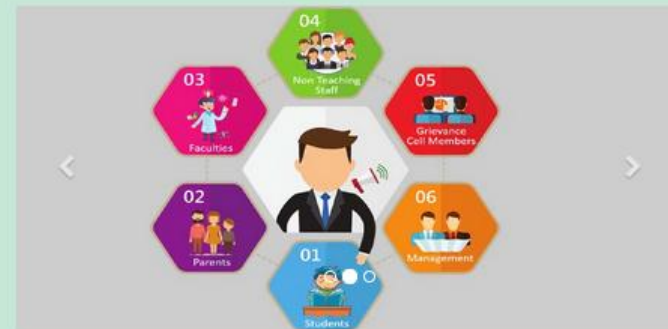 04
Non Teaching
Staff
03
Faculties
05
Grievance
Cell Members
02
Parents
06
Management
01
Students